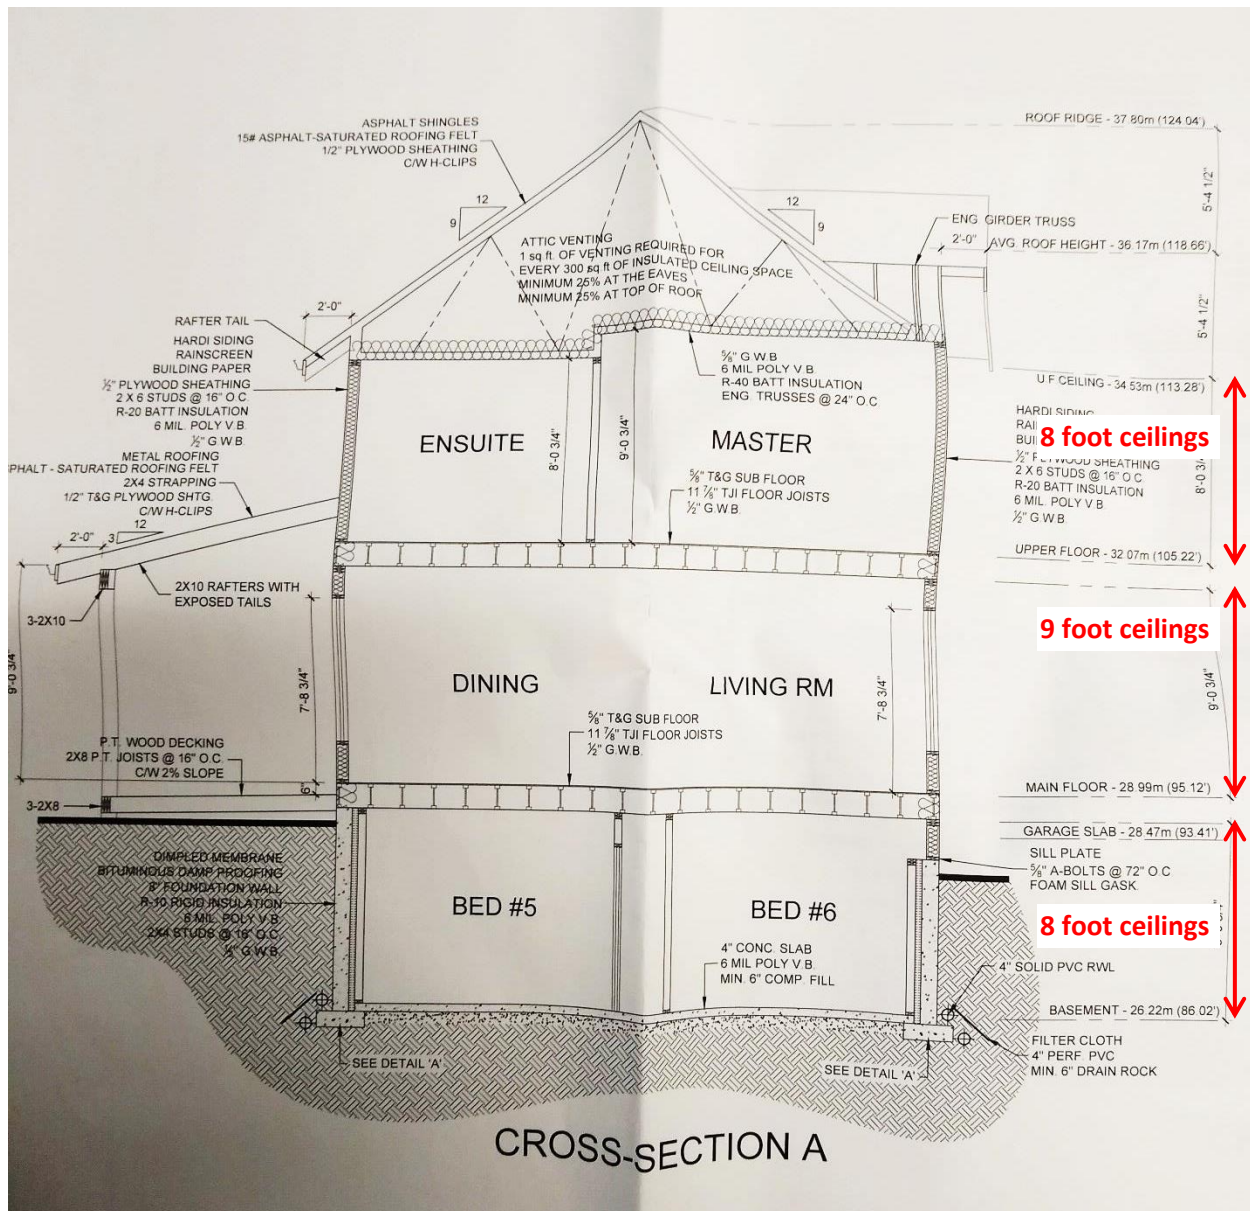 ASPHALT SHINGLES
15# ASPHALT-SATURATED ROOFING FELT
1/2" PLYWOOD SHEATHING
C/W H-CLIPS
ROOF RIDGE - 37.80m (124.04')
5'-4 1/2"
12
9
12
9
ENG. GIRDER TRUSS
2'-0"
AVG. ROOF HEIGHT - 36.17m (118.66')
5'-4 1/2"
ATTIC VENTING
1 sq ft. OF VENTING REQUIRED FOR
EVERY 300 sq ft OF INSULATED CEILING SPACE
MINIMUM 25% AT THE EAVES
MINIMUM 25% AT TOP OF ROOF
2'-0"
RAFTER TAIL
HARDI SIDING
RAINSCREEN
BUILDING PAPER
½" PLYWOOD SHEATHING
2 X 6 STUDS @ 16" O.C.
R-20 BATT INSULATION
6 MIL. POLY V.B.
½" G.W.B.
⅝" G.W.B
6 MIL POLY V.B.
R-40 BATT INSULATION
ENG. TRUSSES @ 24" O.C
U.F CEILING - 34.53m (113.28')
HARDI SIDING
8 foot ceilings
½" PLYWOOD SHEATHING
2 X 6 STUDS @ 16" O.C.
R-20 BATT INSULATION
6 MIL POLY V.B.
½" G.W.B.
8'-0 3/4"
ENSUITE
8'-0 3/4"
9'-0 3/4"
MASTER
⅝" T&G SUB FLOOR
11 ⅞" TJI FLOOR JOISTS
½" G.W.B.
METAL ROOFING
PHALT - SATURATED ROOFING FELT
2X4 STRAPPING
1/2" T&G PLYWOOD SHTG.
C/W H-CLIPS
12
3
2'-0"
UPPER FLOOR - 32.07m (105.22')
2X10 RAFTERS WITH
EXPOSED TAILS
3-2X10
9 foot ceilings
9'-0 3/4"
7'-8 3/4"
DINING
LIVING RM
7'-8 3/4"
9'-0 3/4"
⅝" T&G SUB FLOOR
11 ⅞" TJI FLOOR JOISTS
½" G.W.B.
P.T. WOOD DECKING
2X8 P.T. JOISTS @ 16" O.C.
C/W 2% SLOPE
6"
3-2X8
MAIN FLOOR - 28.99m (95.12')
GARAGE SLAB - 28.47m (93.41')
SILL PLATE
⅝" A-BOLTS @ 72" O.C
FOAM SILL GASK.
DIMPLED MEMBRANE
BITUMINOUS DAMP PROOFING
8" FOUNDATION WALL
R-10 RIGID INSULATION
6 MIL. POLY V.B.
2X4 STUDS @ 16" O.C.
½" G.W.B.
BED #5
BED #6
8 foot ceilings
4" CONC. SLAB
6 MIL POLY V.B.
MIN. 6" COMP. FILL
4" SOLID PVC RWL
BASEMENT - 26.22m (86.02')
FILTER CLOTH
4" PERF. PVC
MIN. 6" DRAIN ROCK
SEE DETAIL 'A'
SEE DETAIL 'A'
CROSS-SECTION A